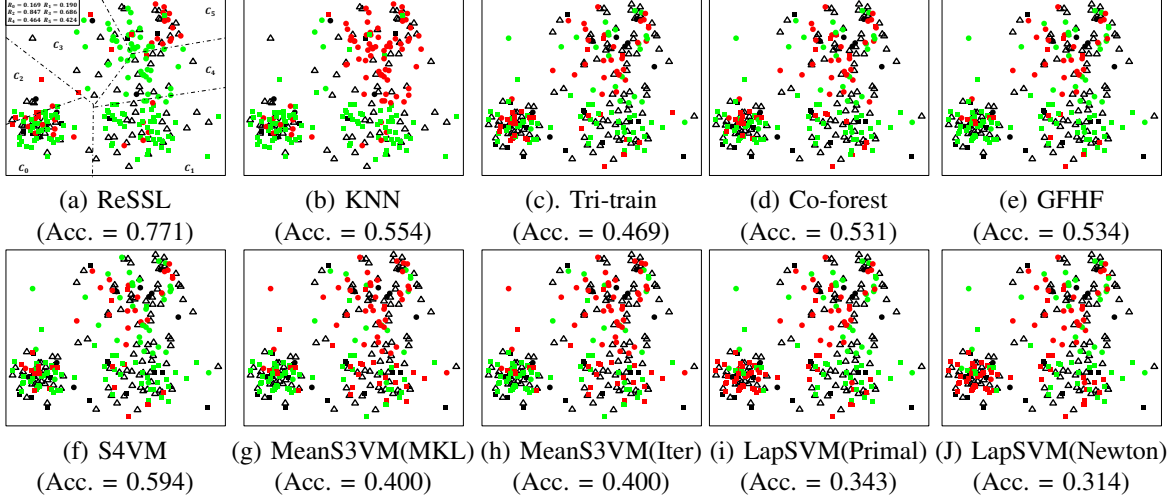 R₀ = 0.169 R₁ = 0.190
R₂ = 0.847 R₃ = 0.686
R₄ = 0.464 R₅ = 0.424
C₅
C₃
C₄
C₂
C₀
C₁
(a) ReSSL
(b) KNN
(c). Tri-train
(d) Co-forest
(e) GFHF
(Acc. = 0.771)
(Acc. = 0.554)
(Acc. = 0.469)
(Acc. = 0.531)
(Acc. = 0.534)
(f) S4VM
(g) MeanS3VM(MKL)
(h) MeanS3VM(Iter)
(i) LapSVM(Primal)
(J) LapSVM(Newton)
(Acc. = 0.594)
(Acc. = 0.400)
(Acc. = 0.400)
(Acc. = 0.343)
(Acc. = 0.314)